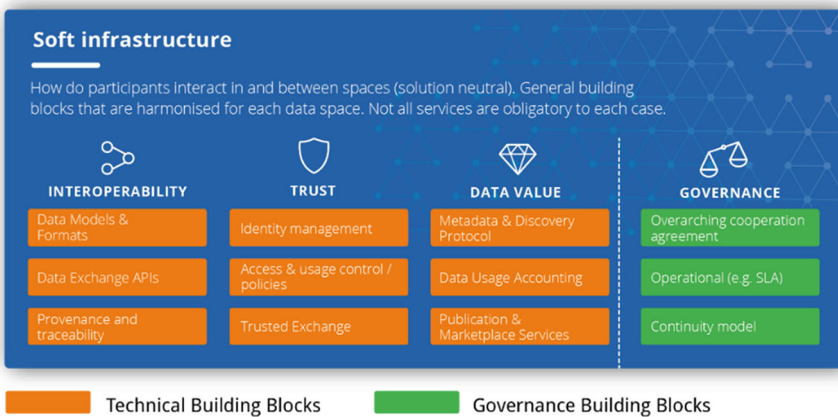 Soft infrastructure
How do participants interact in and between spaces (solution neutral). General building
blocks that are harmonised for each data space. Not all services are obligatory to each case.
INTEROPERABILITY
Data Models &
Formats
Data Exchange APIs
Provenance and
traceability
TRUST
Identity management
Access & usage control /
policies
Trusted Exchange
DATA VALUE
Metadata & Discovery
Protocol
Data Usage Accounting
Publication &
Marketplace Services
GOVERNANCE
Overarching cooperation
agreement
Operational (e.g. SLA)
Continuity model
Technical Building Blocks
Governance Building Blocks